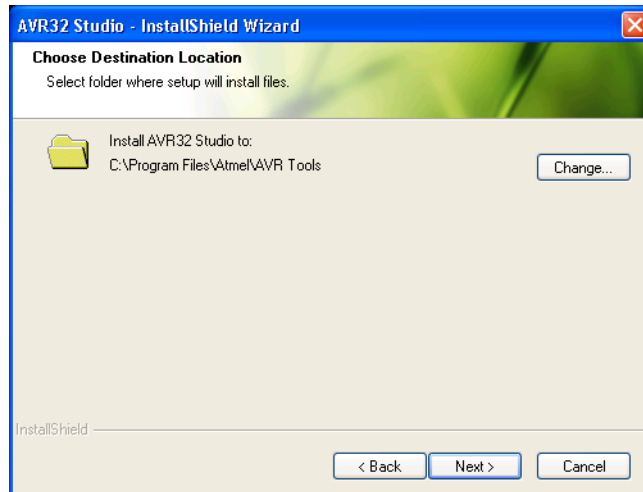 AVR32 Studio - InstallShield Wizard
Choose Destination Location
Select folder where setup will install files.
Install AVR32 Studio to:
C:\Program Files\Atmel\AVR Tools
Change...
InstallShield
< Back
Next >
Cancel